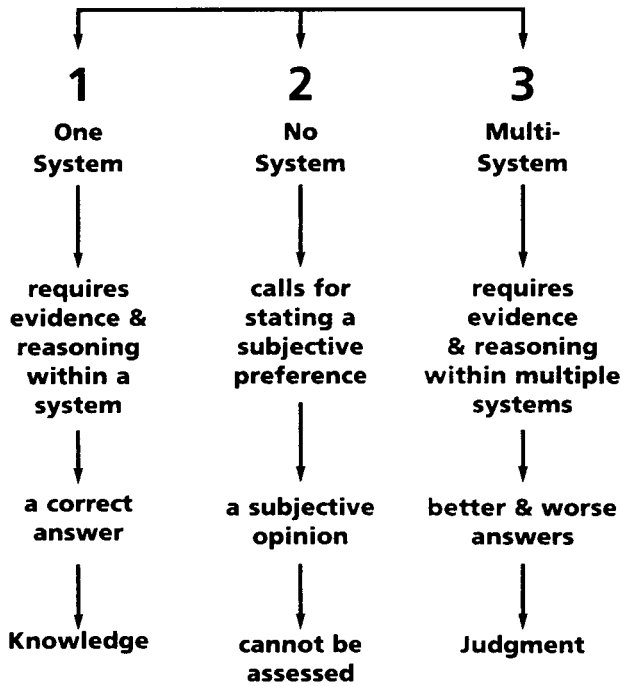 1
One
System
requires
evidence &
reasoning
within a
system
a correct
answer
Knowledge
2
No
System
calls for
stating a
subjective
preference
a subjective
opinion
cannot be
assessed
3
Multi-
System
requires
evidence
& reasoning
within multiple
systems
better & worse
answers
Judgment